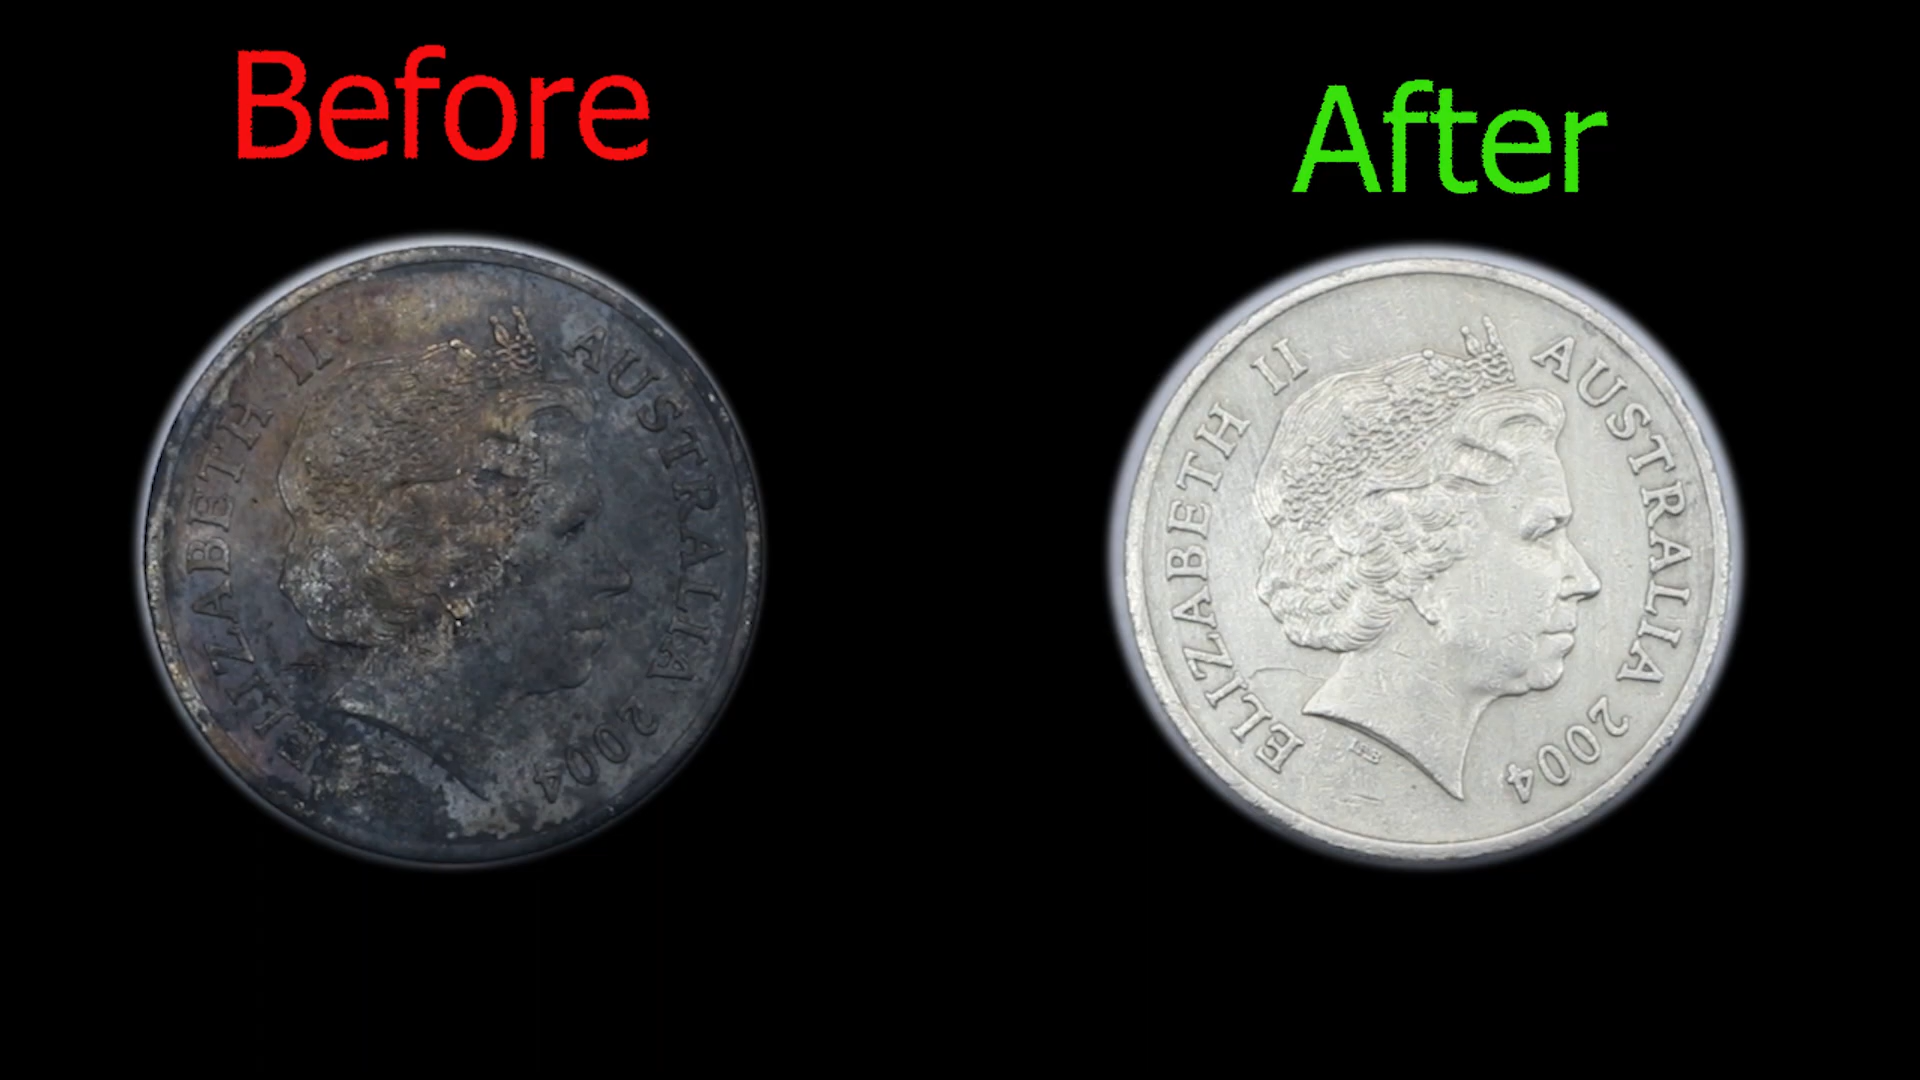 Before
After
ELIZABETH II
AUSTRALIA 2004
ELIZABETH II
AUSTRALIA 2004